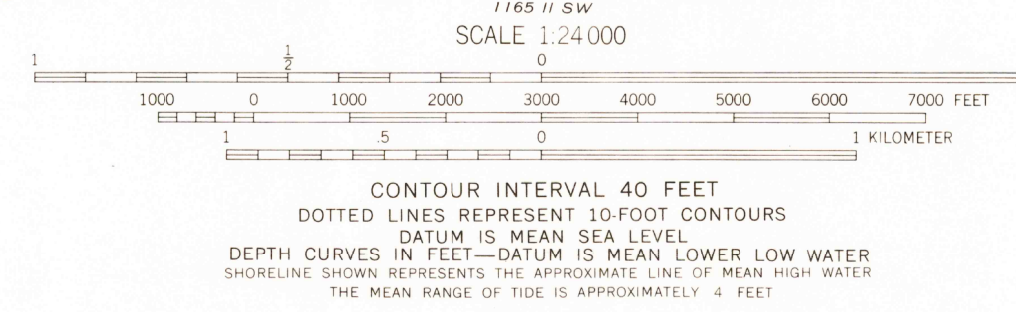 1165 II SW
SCALE 1:24 000
1 1/2 0
1000 0 1000 2000 3000 4000 5000 6000 7000 FEET
1 .5 0 1 KILOMETER
CONTOUR INTERVAL 40 FEET
DOTTED LINES REPRESENT 10-FOOT CONTOURS
DATUM IS MEAN SEA LEVEL
DEPTH CURVES IN FEET—DATUM IS MEAN LOWER LOW WATER
SHORELINE SHOWN REPRESENTS THE APPROXIMATE LINE OF MEAN HIGH WATER
THE MEAN RANGE OF TIDE IS APPROXIMATELY 4 FEET